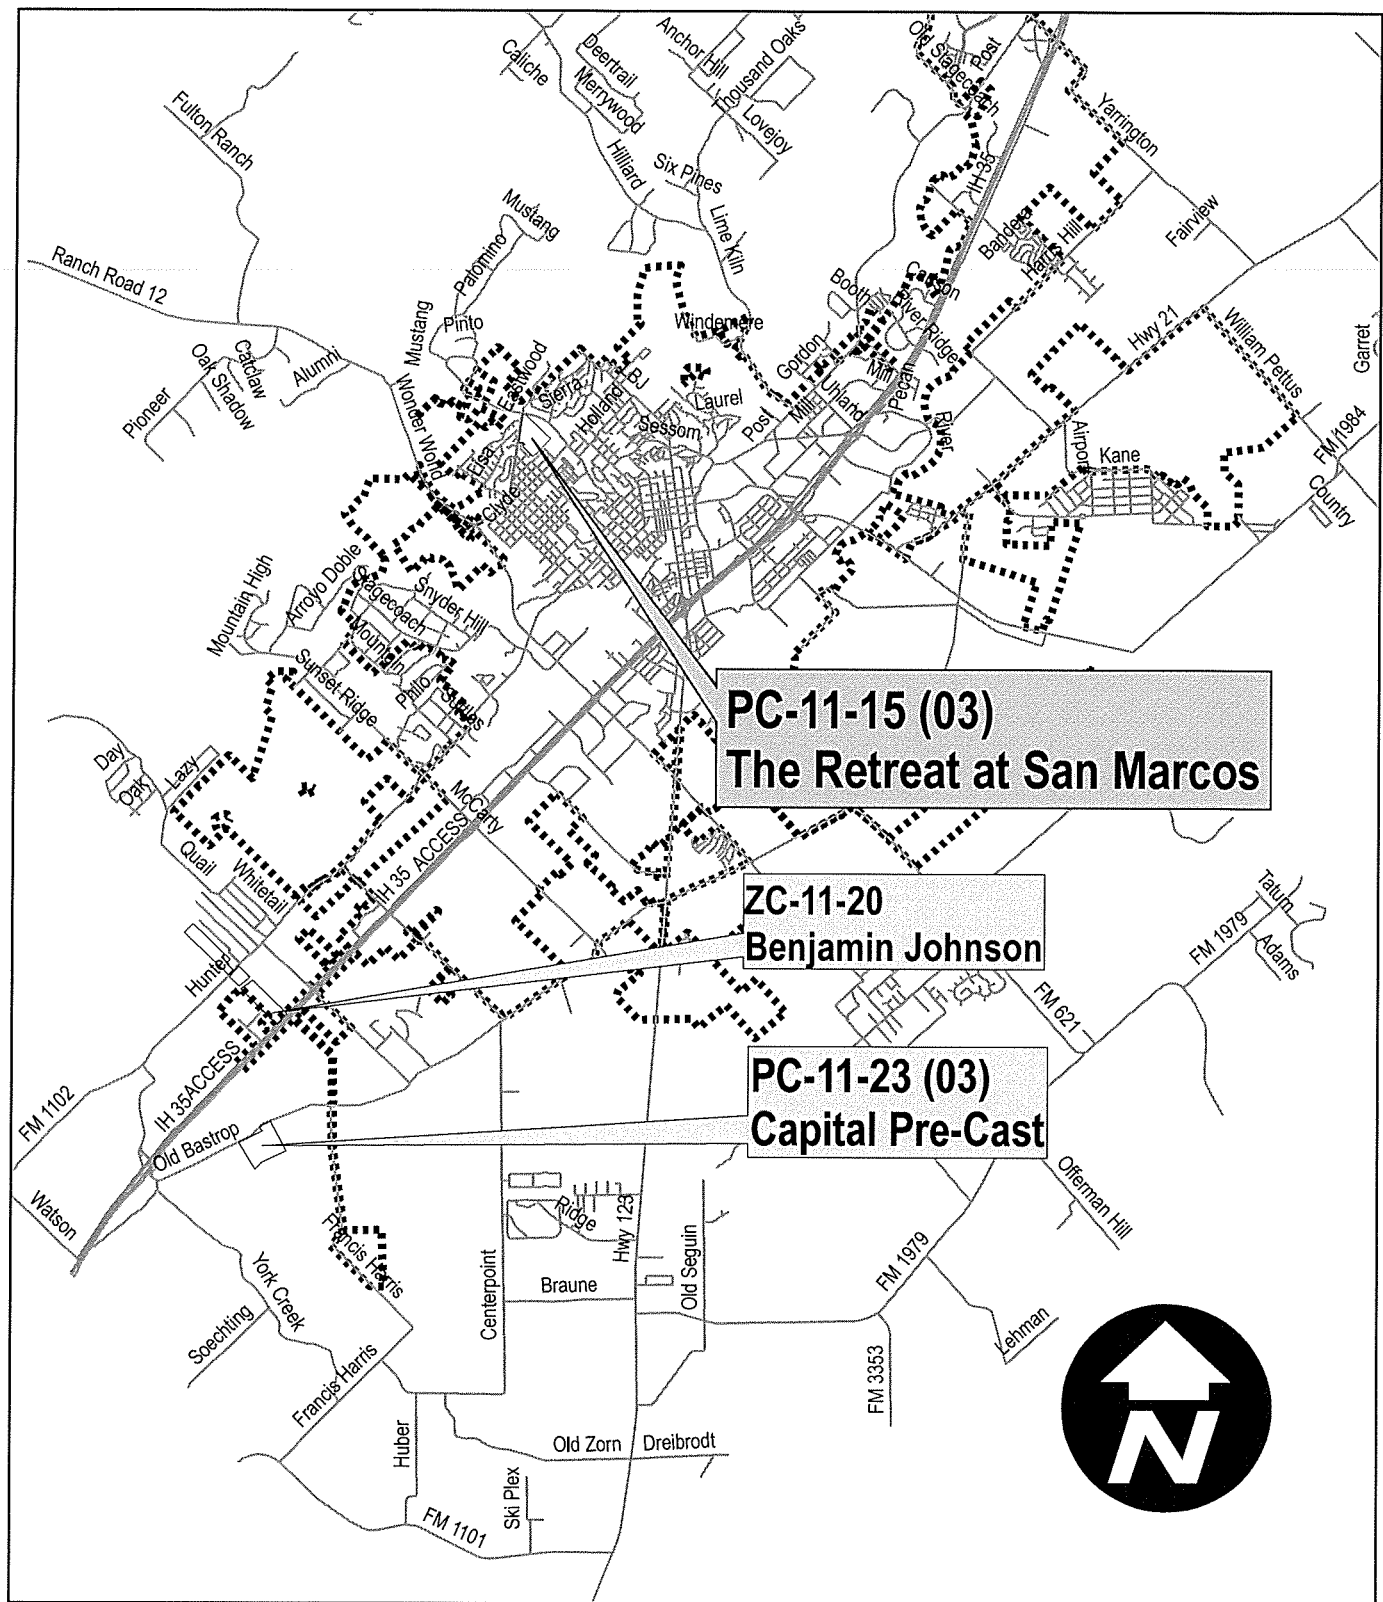 Caliche
Deertrail
Merrywood
Anchor Hill
Thousand Oaks
Lovejoy
Old Stagecoach
Post
Yarrington
Fulton Ranch
Hilliard
Six Pines
Lime Kiln
IH 35
Fairview
Mustang
Palomino
Bandera
Harris Hill
Ranch Road 12
Mustang
Pinto
Windemere
Booth
Carson
River Ridge
Hwy 21
William Pettus
Garret
Pioneer
Oak Shadow
Cardaw
Alumni
Wonder World
Eastwood
Sierra
Holland
LBJ
Laurel
Sessom
Gordon
Post
Mill
Uhland
Mill
Pecan
River
Airport
Kane
FM 1984
Country
Elsa
Clyde
Mountain High
Arroyo Doble
Stagecoach
Snyder Hill
Mountain
Sunset Ridge
Philo
PC-11-15 (03)
The Retreat at San Marcos
Day
Oak
Lazy
Quail
Whitetail
McCarty
IH 35 ACCESS
ZC-11-20
Benjamin Johnson
Tatum
Adams
FM 1979
FM 621
Hunter
IH 35 ACCESS
PC-11-23 (03)
Capital Pre-Cast
FM 1102
Old Bastrop
Watson
Offerman Hill
Ridge
Hwy 123
Old Seguin
FM 1979
Francis Harris
York Creek
Centerpoint
Braune
Soechting
Lehman
FM 3353
Francis Harris
Huber
Old Zorn
Dreibrodt
Ski Plex
FM 1101
N